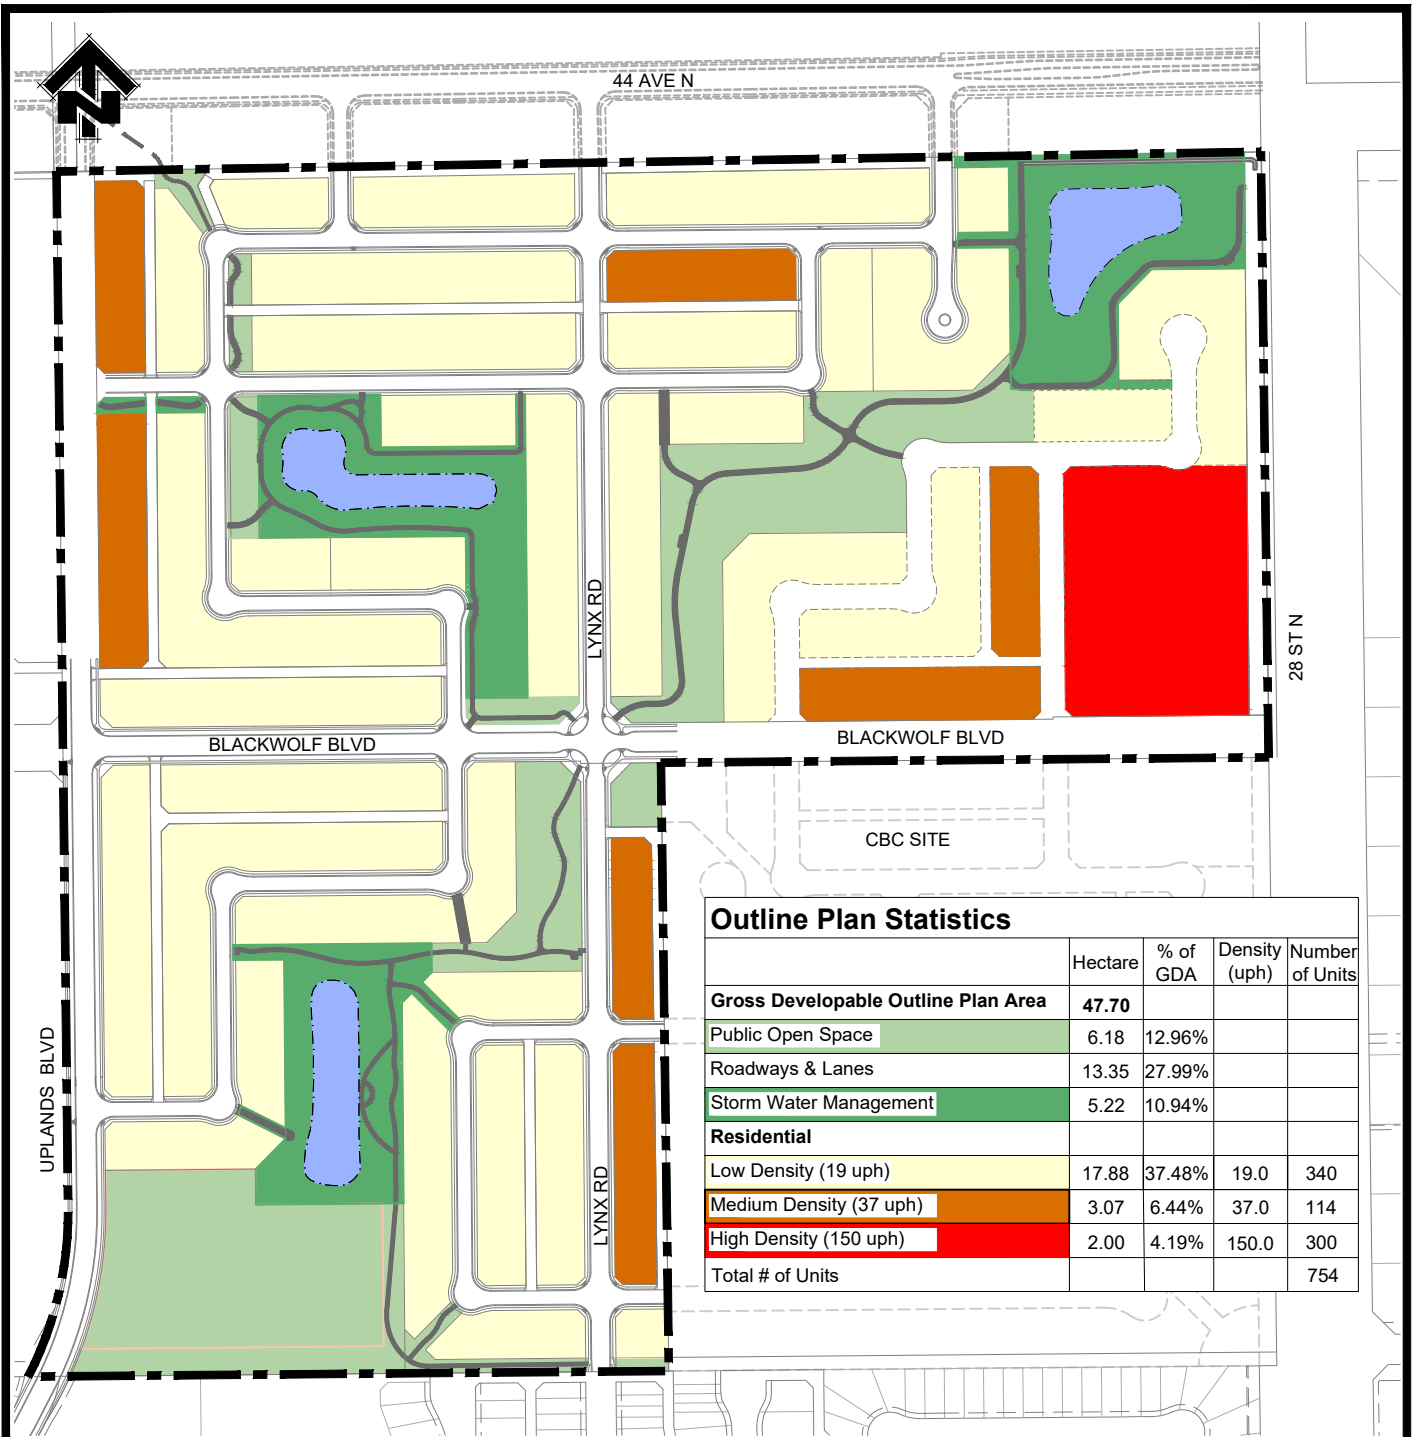 44 AVE N
N
LYNX RD
28 ST N
BLACKWOLF BLVD
BLACKWOLF BLVD
CBC SITE
UPLANDS BLVD
LYNX RD
Outline Plan Statistics
Hectare % of GDA Density (uph) Number of Units
Gross Developable Outline Plan Area 47.70
Public Open Space 6.18 12.96%
Roadways & Lanes 13.35 27.99%
Storm Water Management 5.22 10.94%
Residential
Low Density (19 uph) 17.88 37.48% 19.0 340
Medium Density (37 uph) 3.07 6.44% 37.0 114
High Density (150 uph) 2.00 4.19% 150.0 300
Total # of Units 754